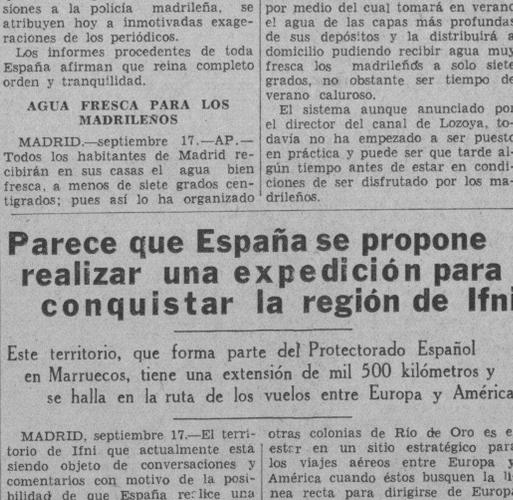 siones a la policía madrileña, se
atribuyen hoy a inmotivadas exage-
raciones de los periódicos.
Los informes procedentes de toda
España afirman que reina completo
orden y tranquilidad.
AGUA FRESCA PARA LOS
MADRILEÑOS
MADRID.—septiembre 17.—AP.—
Todos los habitantes de Madrid re-
cibirán en sus casas el agua bien
fresca, a menos de siete grados cen-
tigrados; pues así lo ha organizado
por medio del cual tomará en verano
el agua de las capas más profundas
de sus depósitos y la distribuirá a
domicilio pudiendo recibir agua muy
fresca los madrileños a solo siete
grados, no obstante ser tiempo de
verano caluroso.
El sistema aunque anunciado por
el director del canal de Lozoya, to-
davía no ha empezado a ser puesto
en práctica y puede ser que tarde al-
gún tiempo antes de estar en condi-
ciones de ser disfrutado por los ma-
drileños.
Parece que España se propone
realizar una expedición para
conquistar la región de Ifni
Este territorio, que forma parte del Protectorado Español
en Marruecos, tiene una extensión de mil 500 kilómetros y
se halla en la ruta de los vuelos entre Europa y América
MADRID, septiembre 17.—El terri-
torio de Ifni que actualmente está
siendo objeto de conversaciones y
comentarios con motivo de la posi-
bilidad de que España realice una
otras colonias de Río de Oro es el
estar en un sitio estratégico para
los viajes aéreos entre Europa y
América cuando éstos busquen la lí-
nea recta para dirigirse de Europa